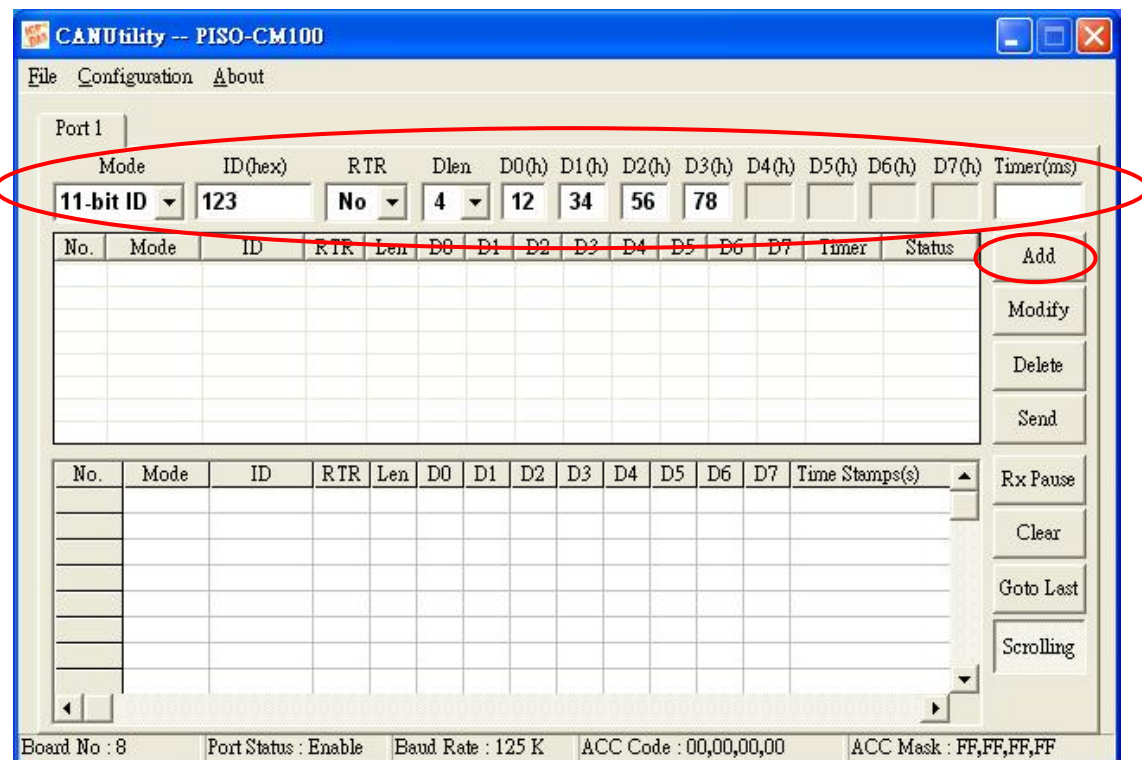 CANUtility -- PISO-CM100
File Configuration About
Port 1
Mode ID(hex) RTR Dlen D0(h) D1(h) D2(h) D3(h) D4(h) D5(h) D6(h) D7(h) Timer(ms)
11-bit ID 123 No 4 12 34 56 78
No. Mode ID RTR Len D0 D1 D2 D3 D4 D5 D6 D7 Timer Status
Add
Modify
Delete
Send
No. Mode ID RTR Len D0 D1 D2 D3 D4 D5 D6 D7 Time Stamps(s)
Rx Pause
Clear
Goto Last
Scrolling
Board No : 8 Port Status : Enable Baud Rate : 125 K ACC Code : 00,00,00,00 ACC Mask : FF,FF,FF,FF